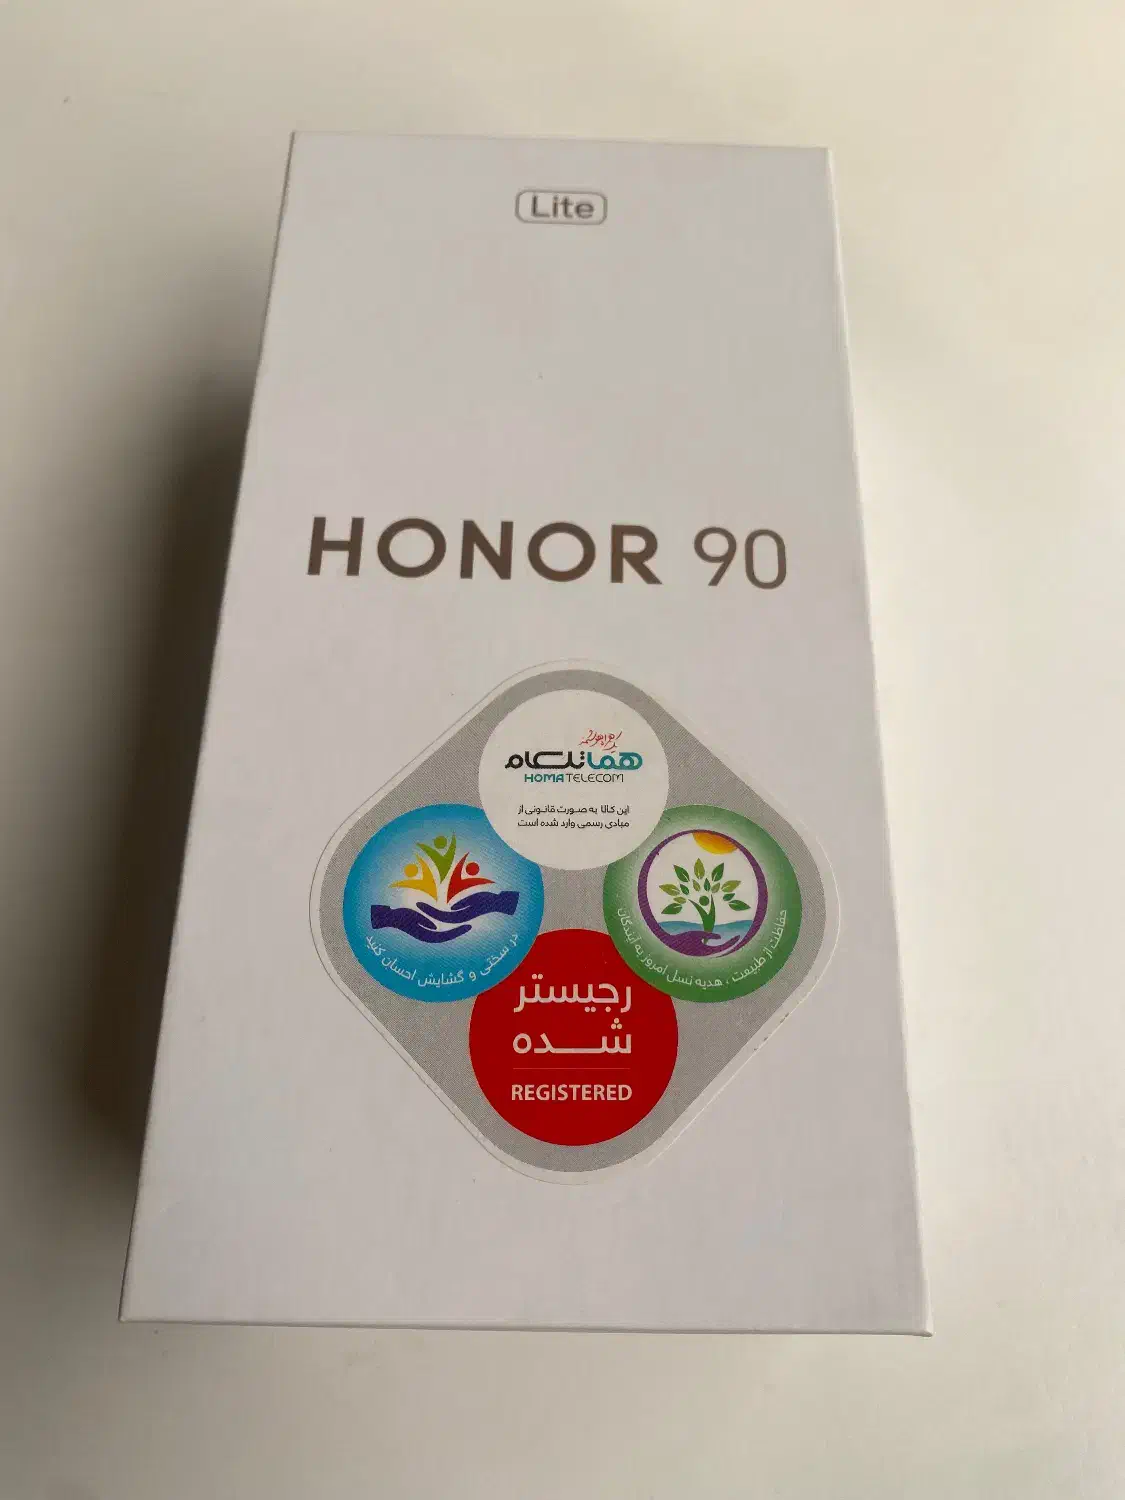 Lite
HONOR 90
هماتلکام
HOMA TELECOM
این کالا به صورت قانونی از
مبادی رسمی وارد شده است
در سختی و گشایش احسان کنید
حفاظت از طبیعت ، هدیه نسل امروز به آیندگان
رجیستر
شده
REGISTERED